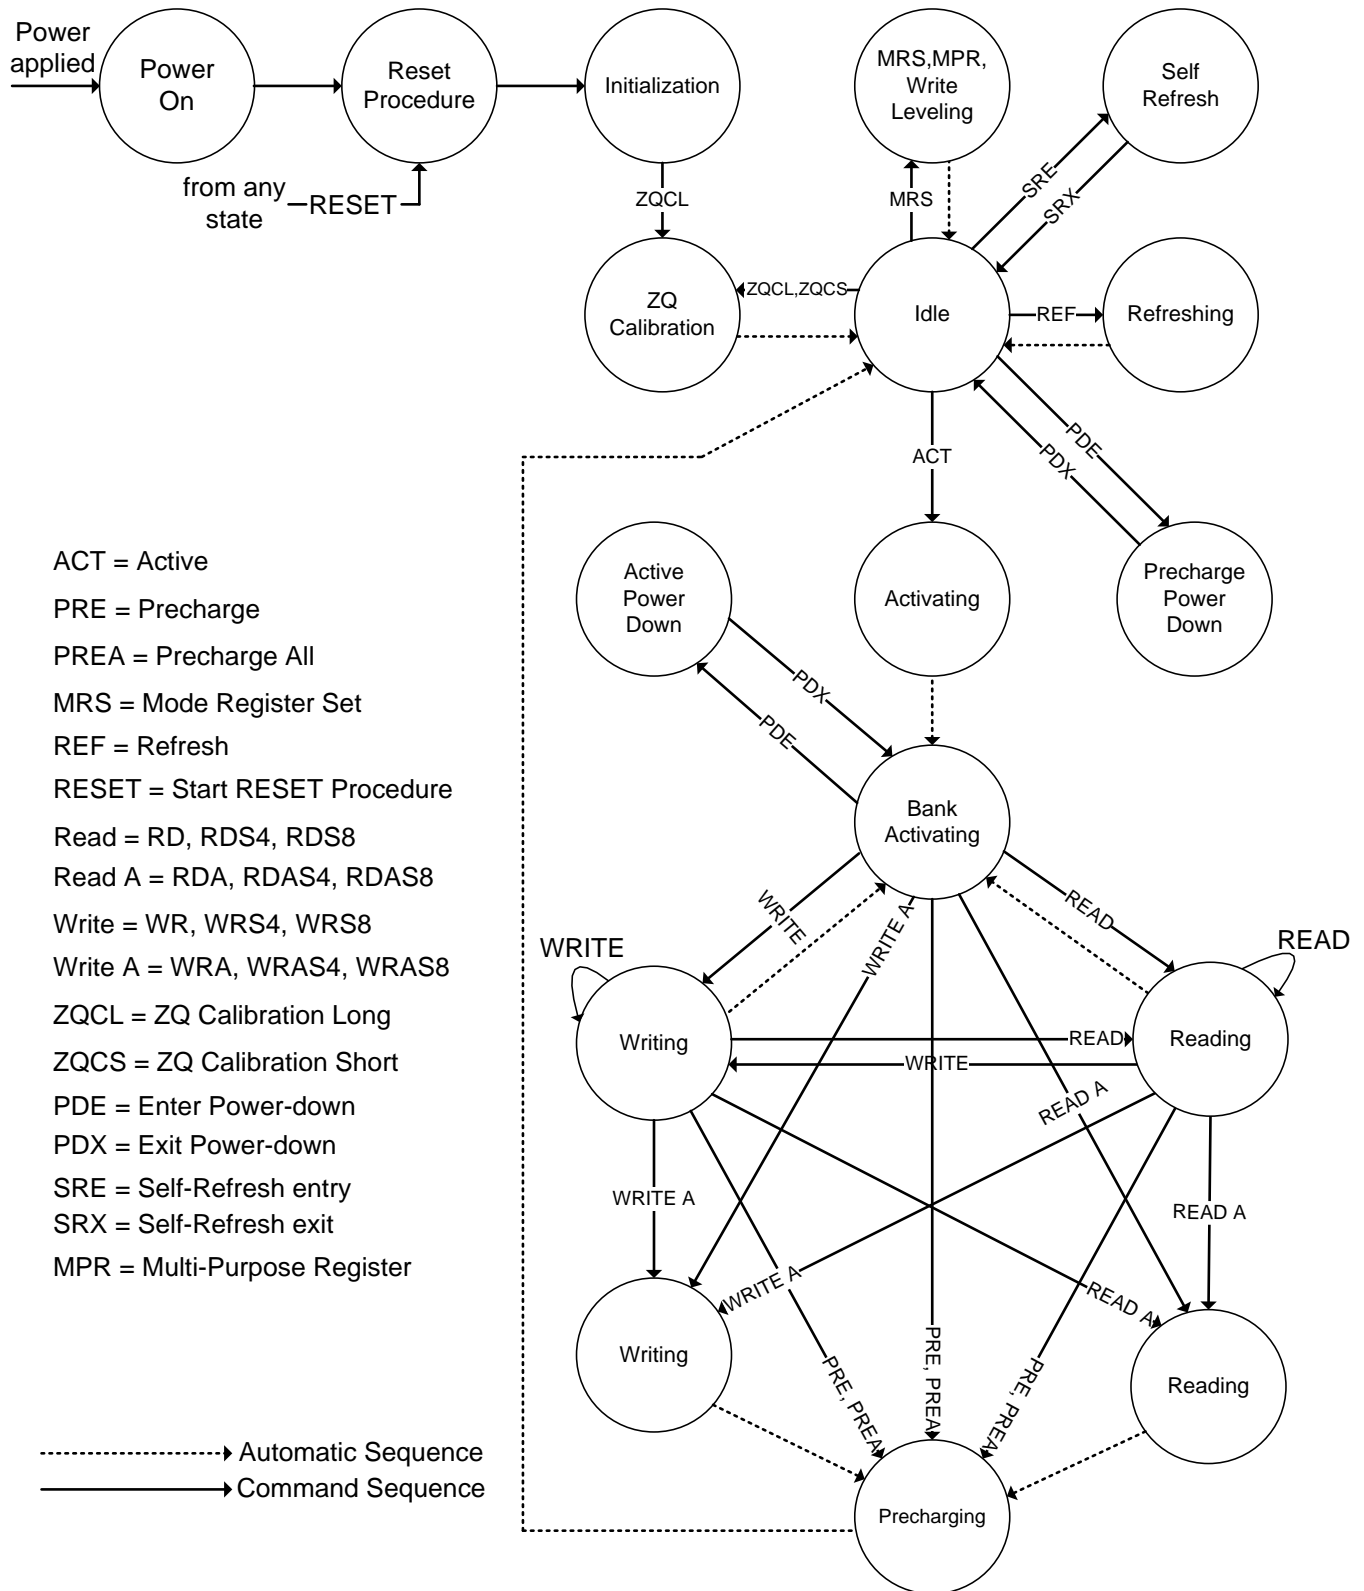 Power
applied
Power
On
Reset
Procedure
Initialization
MRS,MPR,
Write
Leveling
Self
Refresh
from any
state
RESET
ZQCL
MRS
SRE
SRX
ZQ
Calibration
ZQCL,ZQCS
Idle
REF
Refreshing
ACT
PDE
PDX
Active
Power
Down
Activating
Precharge
Power
Down
PDX
PDE
Bank
Activating
ACT = Active
PRE = Precharge
PREA = Precharge All
MRS = Mode Register Set
REF = Refresh
RESET = Start RESET Procedure
Read = RD, RDS4, RDS8
Read A = RDA, RDAS4, RDAS8
Write = WR, WRS4, WRS8
Write A = WRA, WRAS4, WRAS8
ZQCL = ZQ Calibration Long
ZQCS = ZQ Calibration Short
PDE = Enter Power-down
PDX = Exit Power-down
SRE = Self-Refresh entry
SRX = Self-Refresh exit
MPR = Multi-Purpose Register
WRITE
WRITE A
READ
WRITE
READ
Writing
READ
Reading
WRITE
READ A
WRITE A
READ A
WRITE A
READ A
Writing
PRE, PREA
PRE, PREA
PRE, PREA
Reading
Precharging
Automatic Sequence
Command Sequence